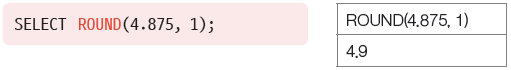 SELECT ROUND(4.875, 1);
ROUND(4.875, 1)
4.9